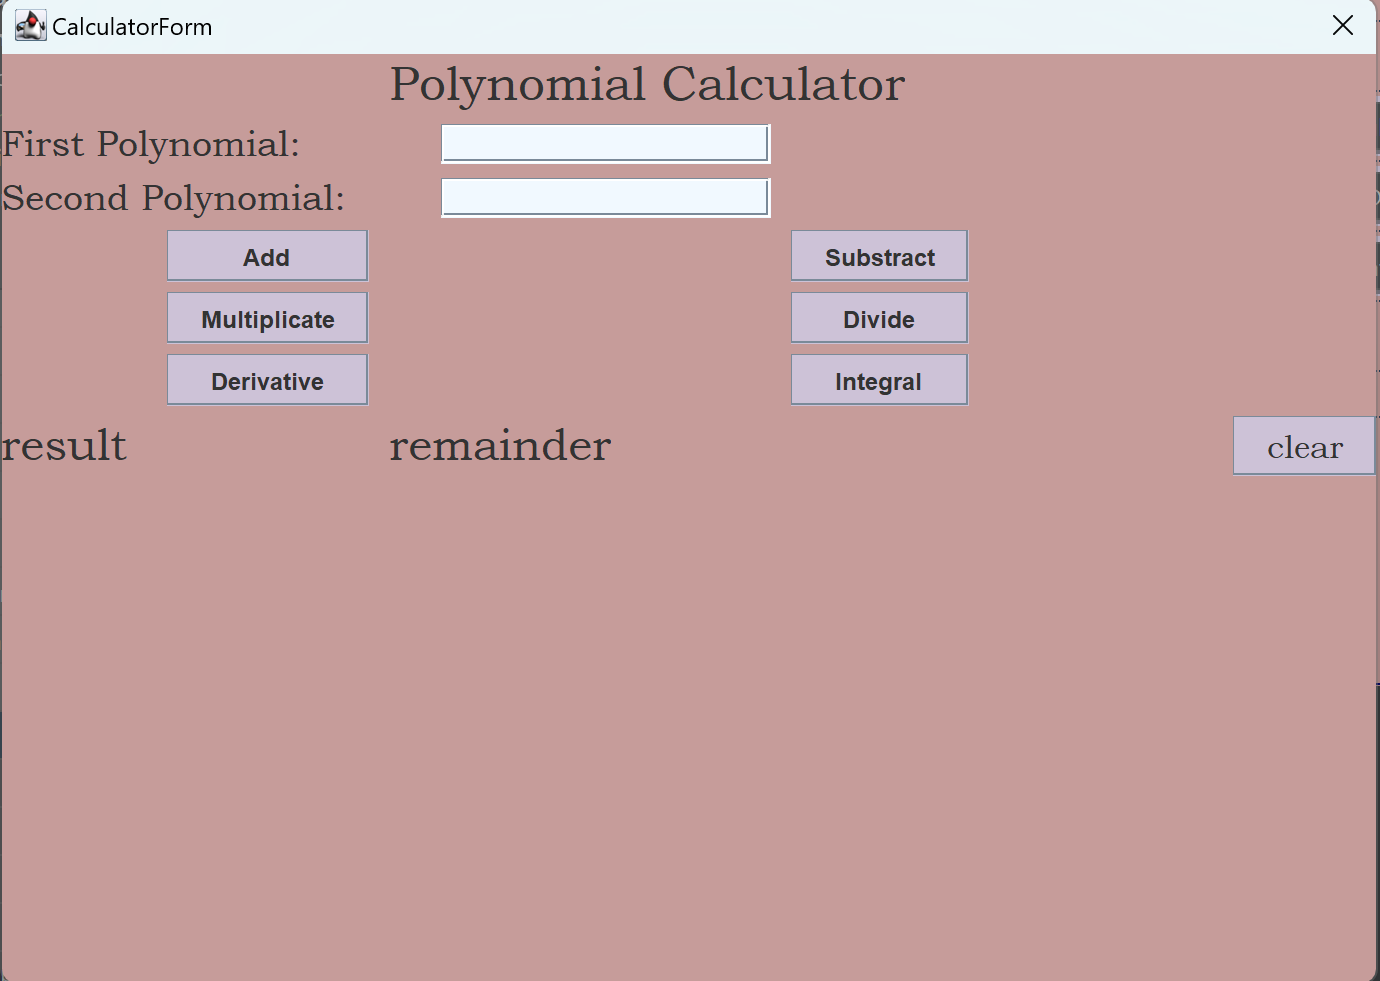 CalculatorForm
Polynomial Calculator
First Polynomial:
Second Polynomial:
Add Substract
Multiplicate Divide
Derivative Integral
result remainder clear